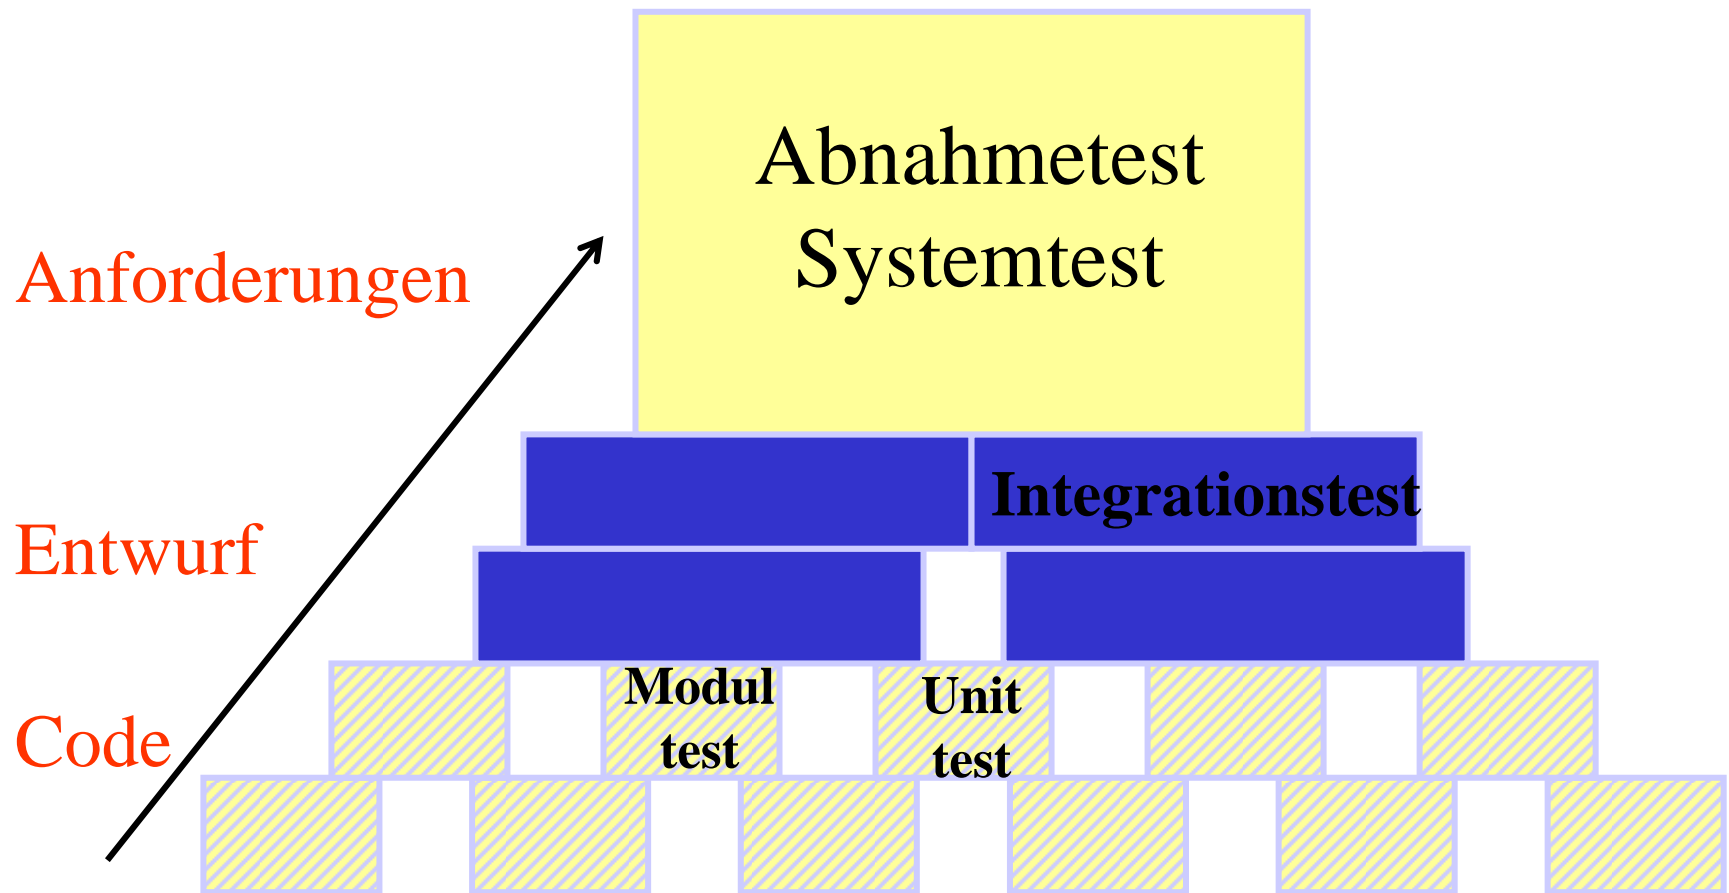 Abnahmetest
Systemtest
Anforderungen
Integrationstest
Entwurf
Modul
test
Unit
test
Code